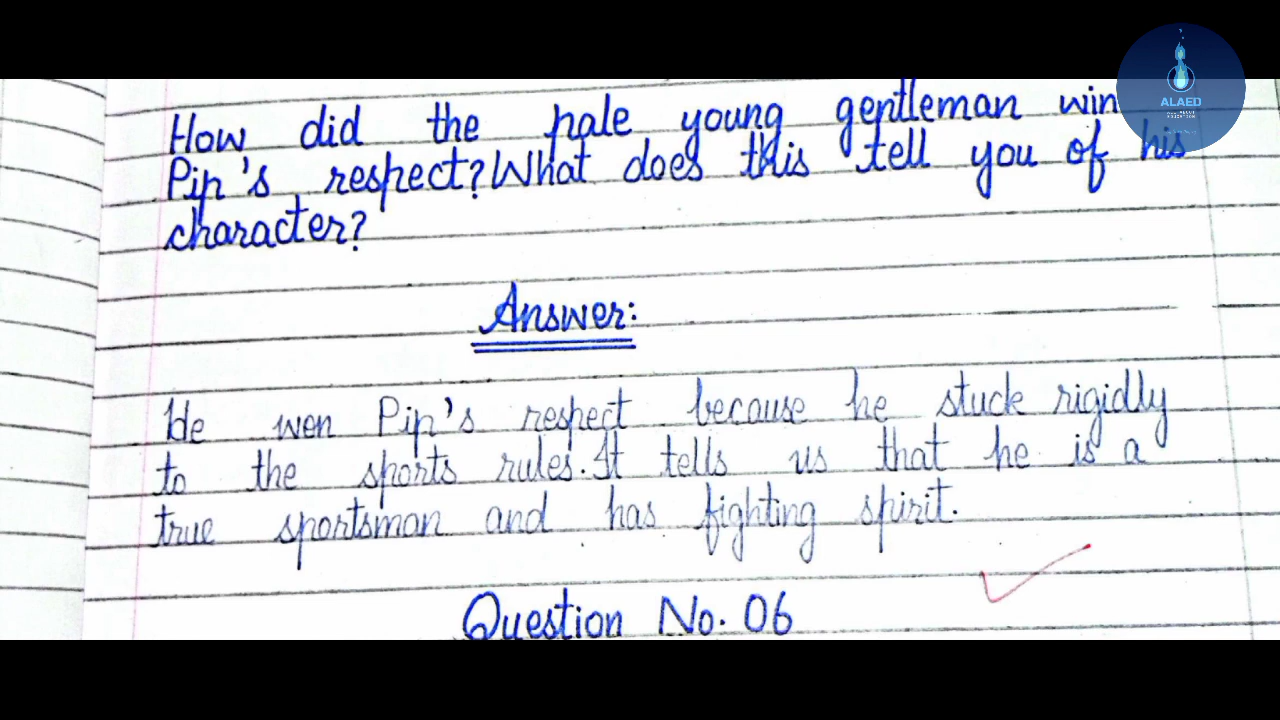 How did the pale young gentleman win
Pip's respect? What does this tell you of his
character?
Answer:
He won Pip's respect because he stuck rigidly
to the sports rules. It tells us that he is a
true sportsman and has fighting spirit.
Question No. 06
ALAED